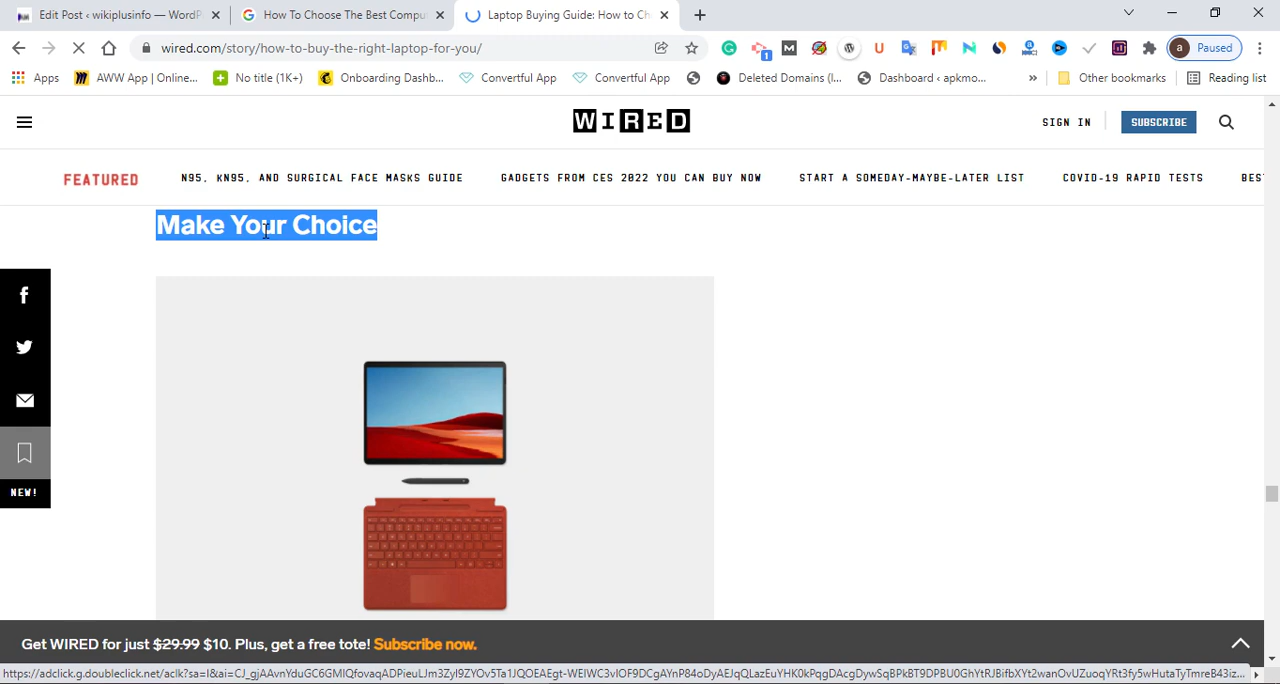 Edit Post ‹ wikiplusinfo — WordP
How To Choose The Best Compu
Laptop Buying Guide: How to Ch
wired.com/story/how-to-buy-the-right-laptop-for-you/
a Paused
Apps
AWW App | Online...
No title (1K+)
Onboarding Dashb...
Convertful App
Convertful App
Deleted Domains (l...
Dashboard ‹ apkmo...
»
Other bookmarks
Reading list
WIRED
SIGN IN
SUBSCRIBE
FEATURED
N95, KN95, AND SURGICAL FACE MASKS GUIDE
GADGETS FROM CES 2022 YOU CAN BUY NOW
START A SOMEDAY-MAYBE-LATER LIST
COVID-19 RAPID TESTS
BES
Make Your Choice
NEW!
Get WIRED for just $29.99 $10. Plus, get a free tote! Subscribe now.